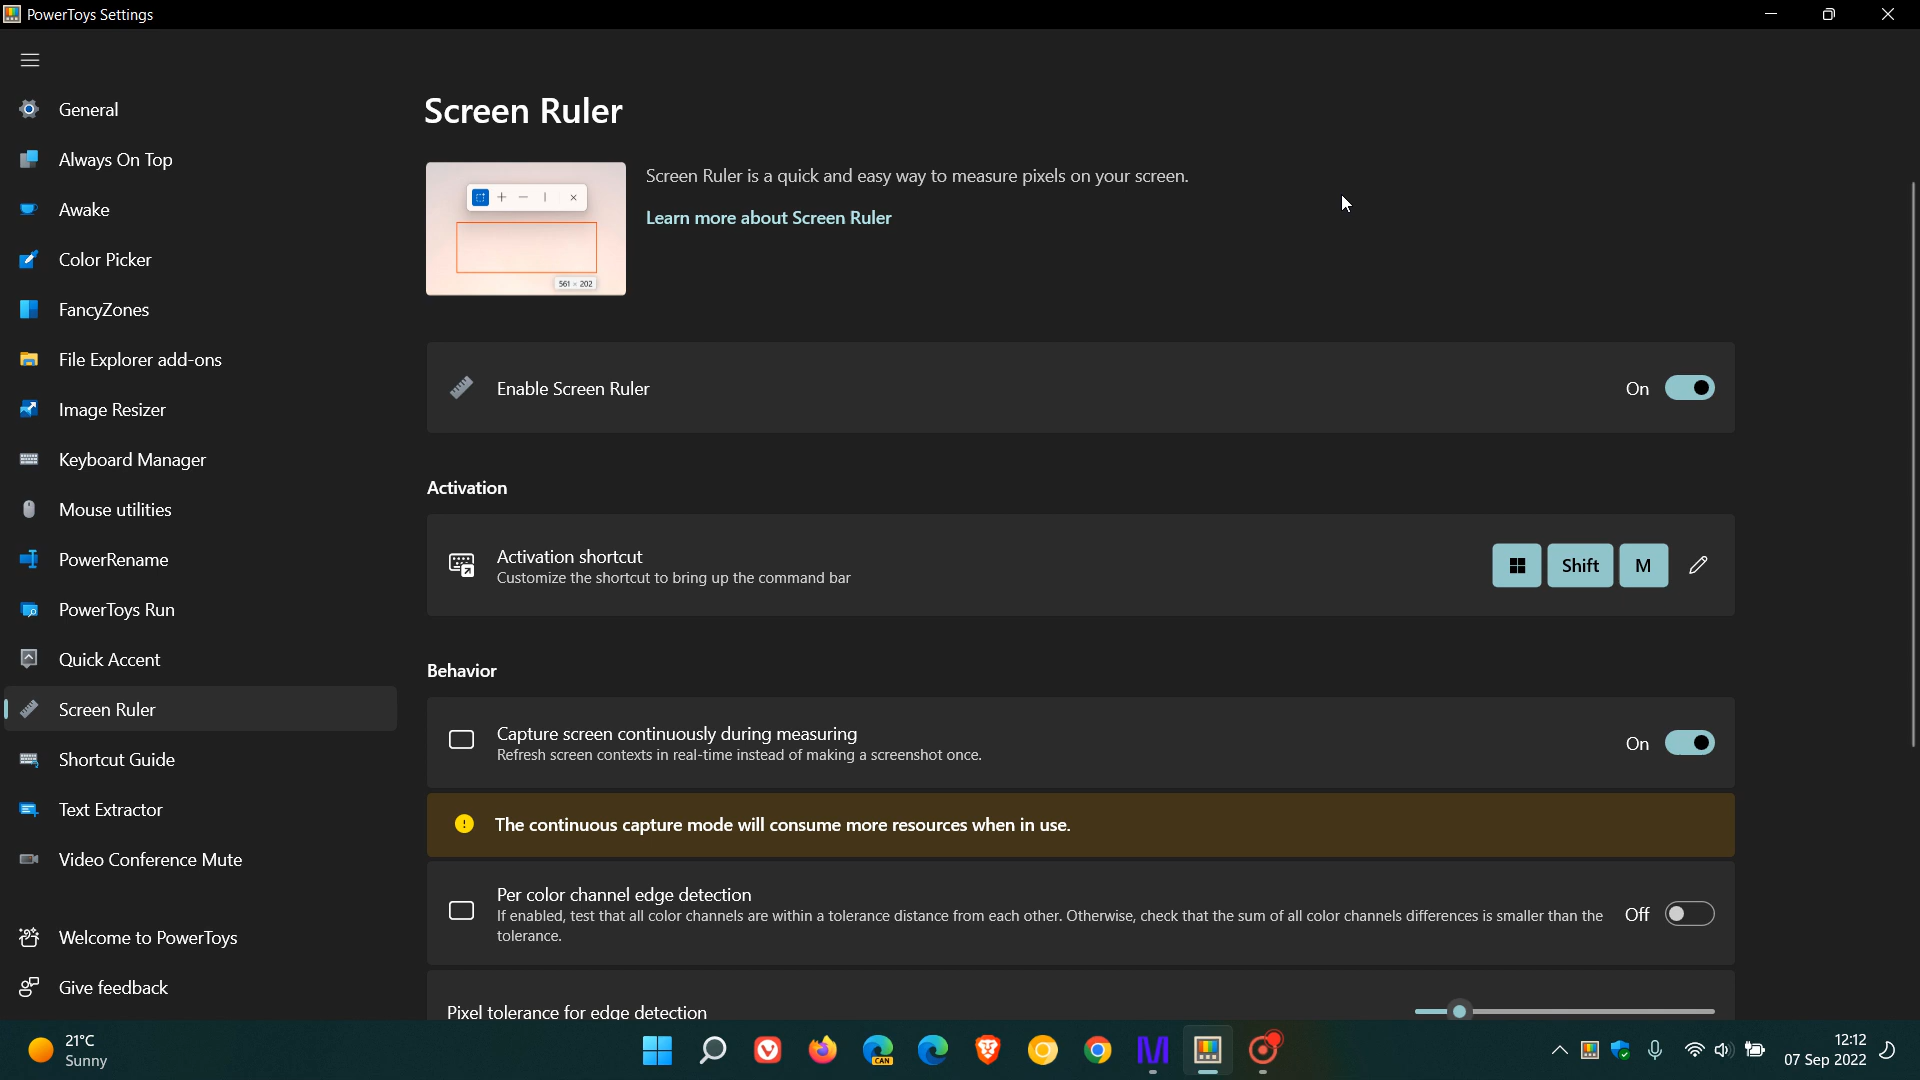 PowerToys Settings
General
Always On Top
Awake
Color Picker
FancyZones
File Explorer add-ons
Image Resizer
Keyboard Manager
Mouse utilities
PowerRename
PowerToys Run
Quick Accent
Screen Ruler
Shortcut Guide
Text Extractor
Video Conference Mute
Welcome to PowerToys
Give feedback
Screen Ruler
561 × 202
Screen Ruler is a quick and easy way to measure pixels on your screen.
Learn more about Screen Ruler
Enable Screen Ruler
On
Activation
Activation shortcut
Customize the shortcut to bring up the command bar
Shift M
Behavior
Capture screen continuously during measuring
Refresh screen contexts in real-time instead of making a screenshot once.
On
The continuous capture mode will consume more resources when in use.
Per color channel edge detection
If enabled, test that all color channels are within a tolerance distance from each other. Otherwise, check that the sum of all color channels differences is smaller than the
tolerance.
Off
Pixel tolerance for edge detection
21°C
Sunny
CAN
12:12
07 Sep 2022